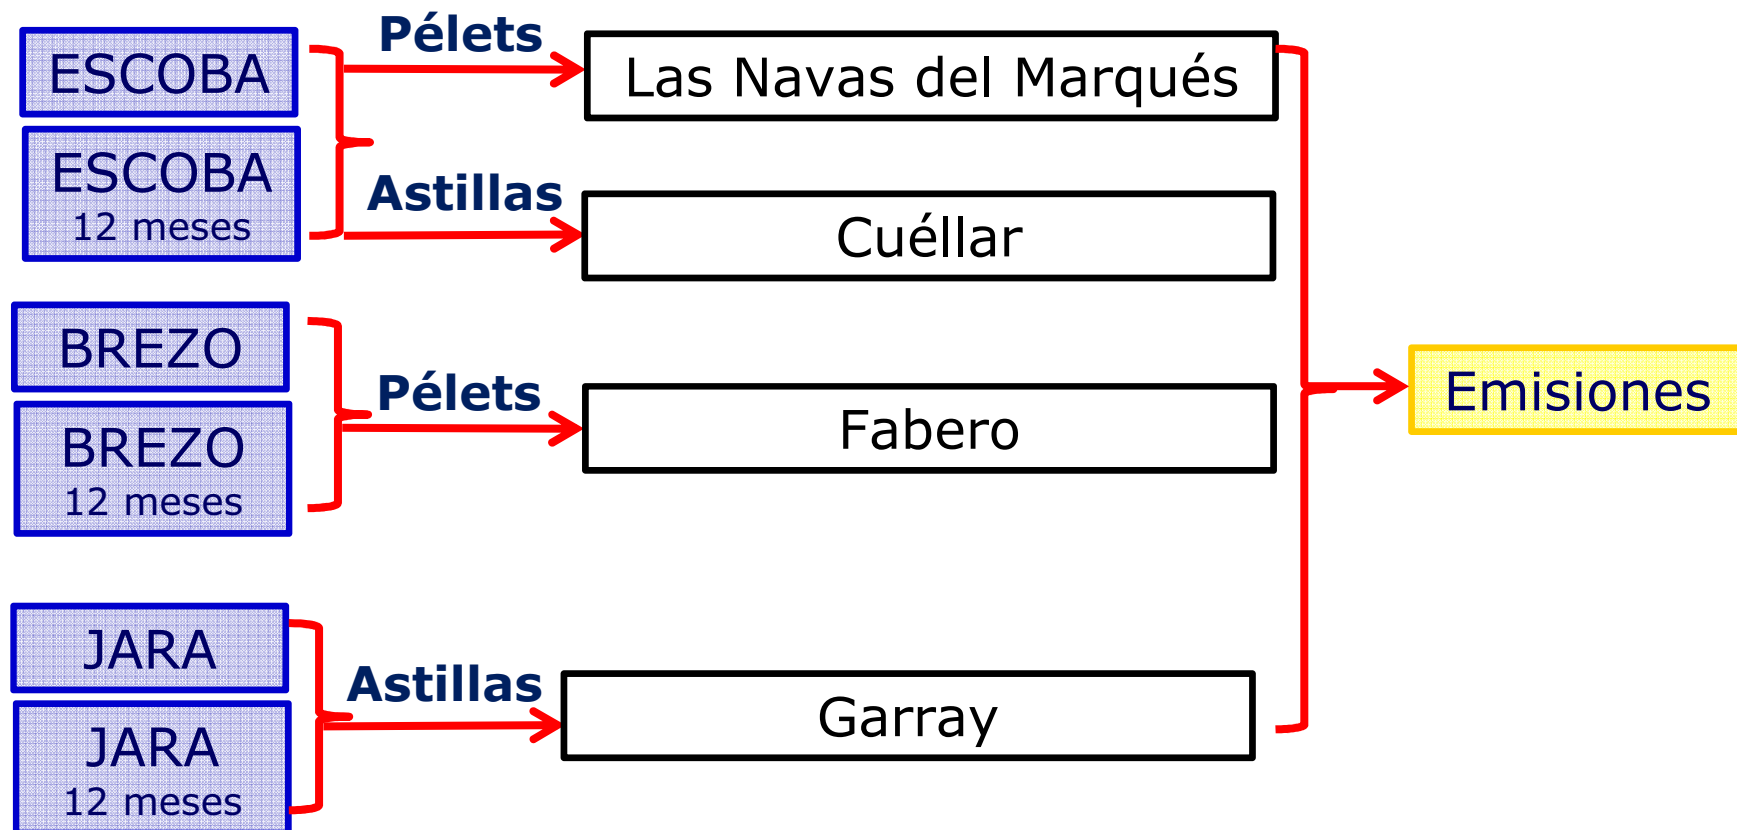 ESCOBA
Pélets
Las Navas del Marqués
ESCOBA
12 meses
Astillas
Cuéllar
BREZO
BREZO
12 meses
Pélets
Fabero
Emisiones
JARA
JARA
12 meses
Astillas
Garray